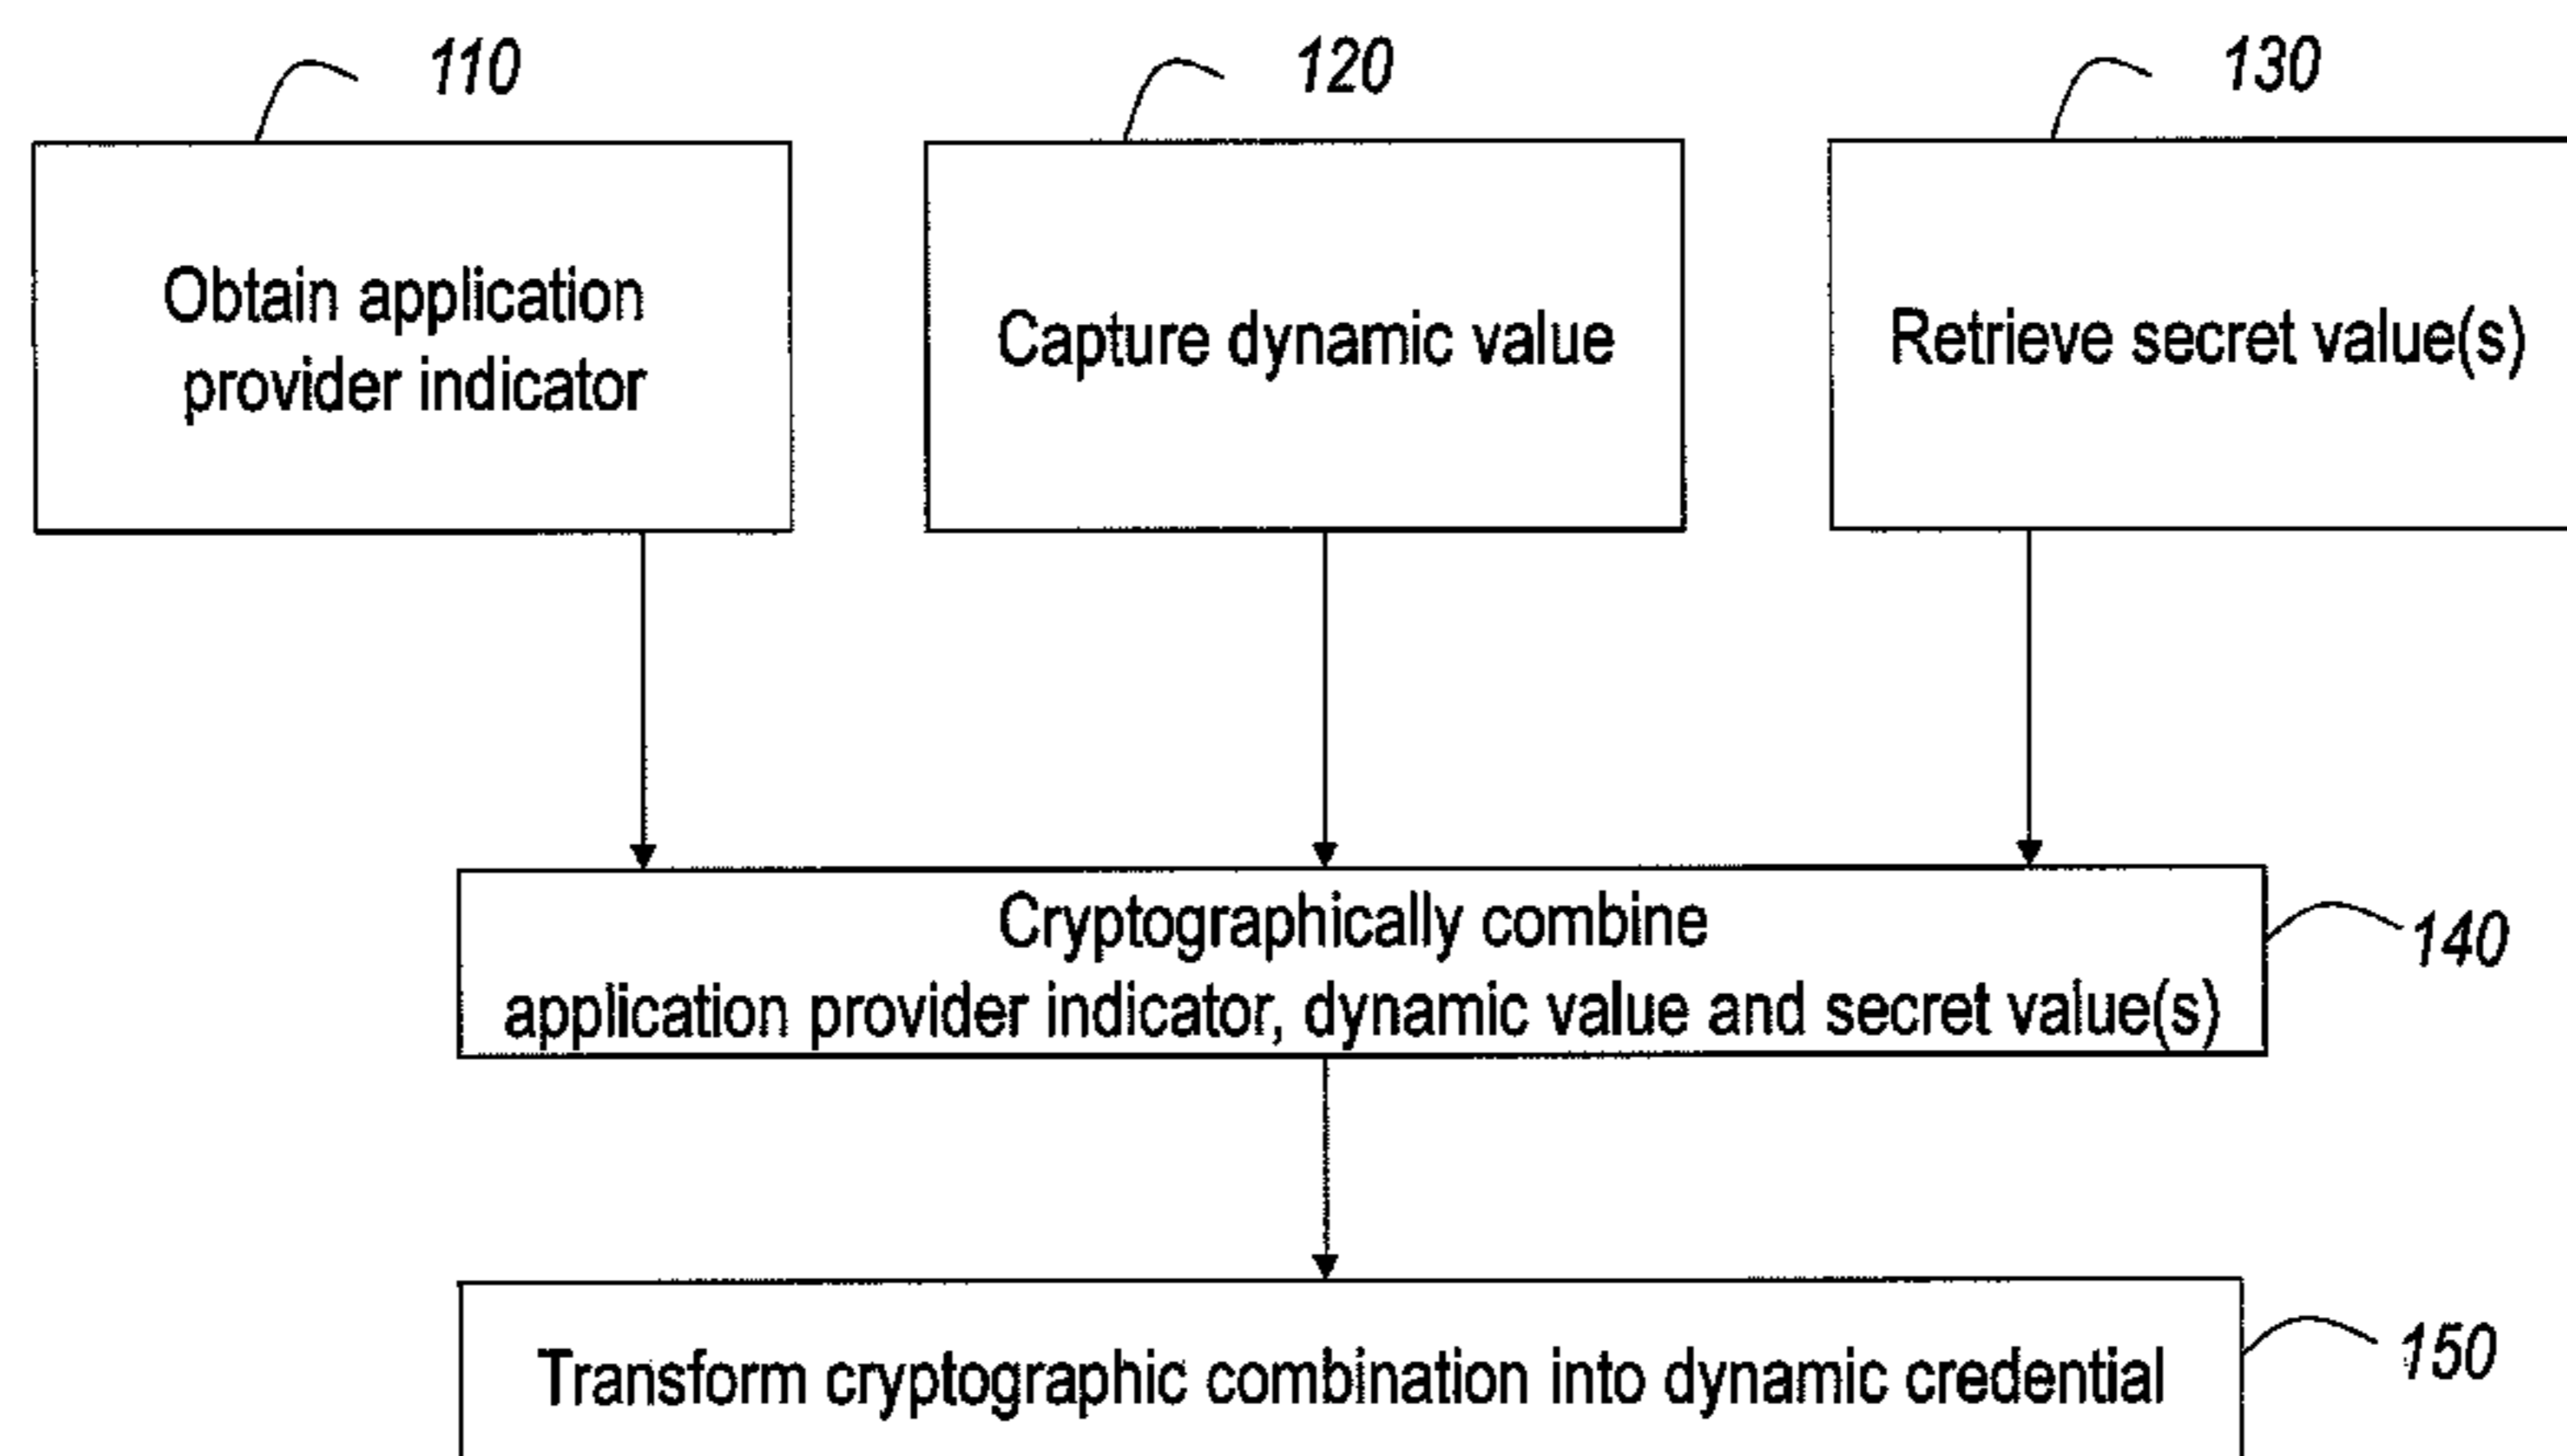 110
120
130
Obtain application
provider indicator
Capture dynamic value
Retrieve secret value(s)
Cryptographically combine
application provider indicator, dynamic value and secret value(s)
140
Transform cryptographic combination into dynamic credential
150